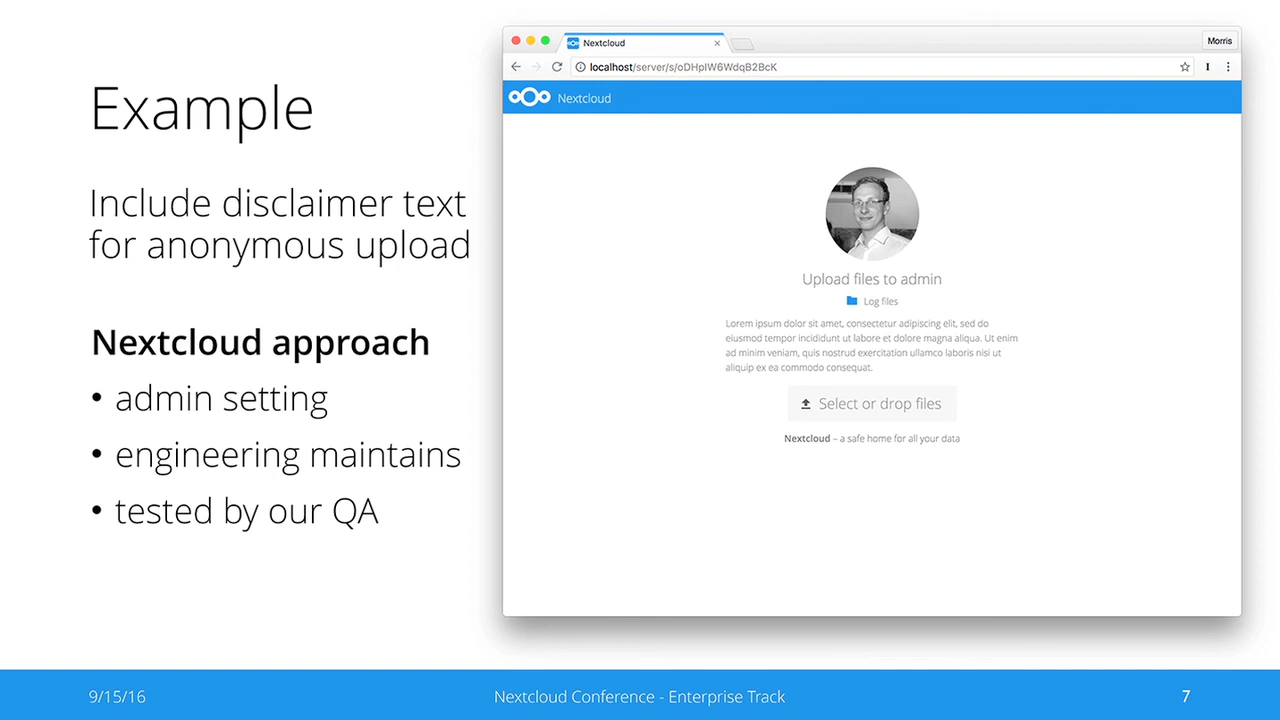 Example
Include disclaimer text
for anonymous upload
Nextcloud approach
• admin setting
• engineering maintains
• tested by our QA
Nextcloud
Morris
localhost/server/s/oDHpIW6WdqB2BcK
Nextcloud
Upload files to admin
Log files
Lorem ipsum dolor sit amet, consectetur adipiscing elit, sed do
eiusmod tempor incididunt ut labore et dolore magna aliqua. Ut enim
ad minim veniam, quis nostrud exercitation ullamco laboris nisi ut
aliquip ex ea commodo consequat.
Select or drop files
Nextcloud – a safe home for all your data
9/15/16
Nextcloud Conference - Enterprise Track
7